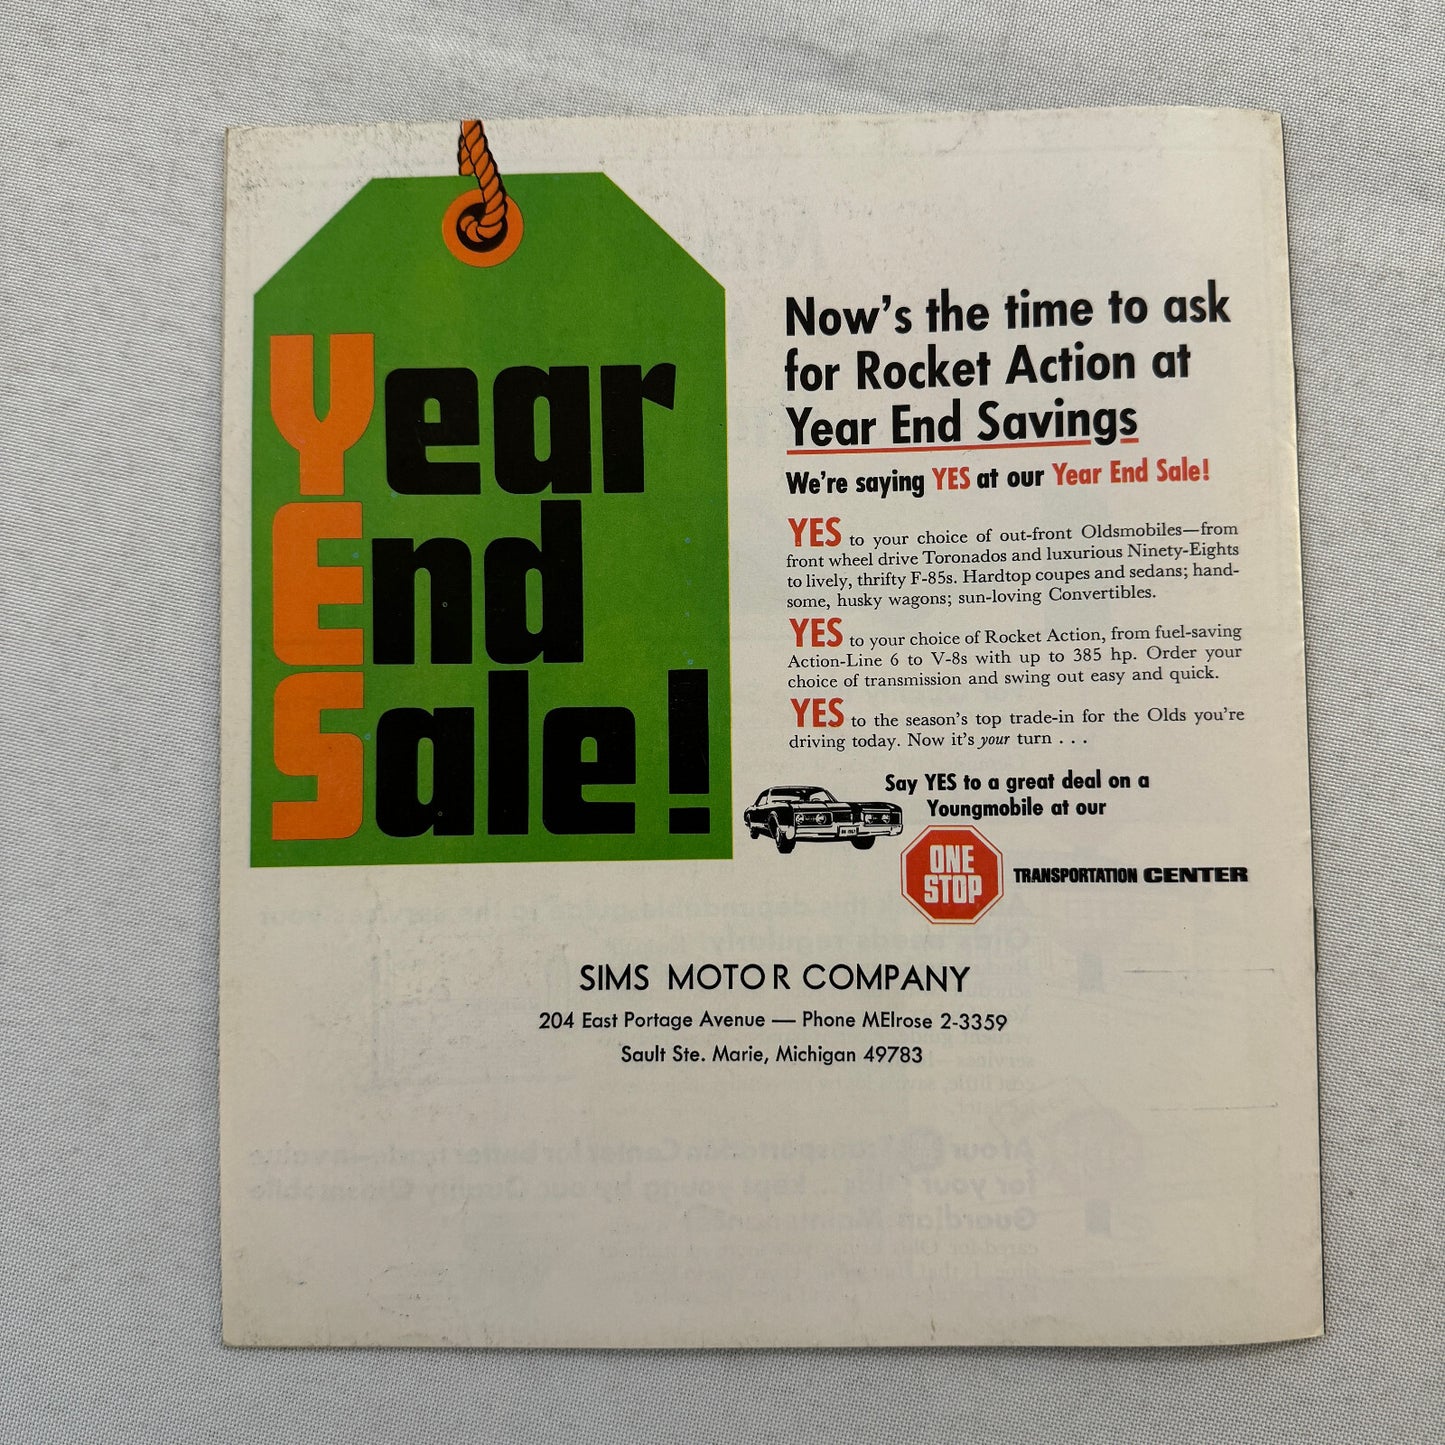 Year
End
Sale!
Now's the time to ask
for Rocket Action at
Year End Savings
We're saying YES at our Year End Sale!
YES to your choice of out-front Oldsmobiles—from
front wheel drive Toronados and luxurious Ninety-Eights
to lively, thrifty F-85s. Hardtop coupes and sedans; hand-
some, husky wagons; sun-loving Convertibles.
YES to your choice of Rocket Action, from fuel-saving
Action-Line 6 to V-8s with up to 385 hp. Order your
choice of transmission and swing out easy and quick.
YES to the season's top trade-in for the Olds you're
driving today. Now it's your turn . . .
Say YES to a great deal on a
Youngmobile at our
ONE
STOP
TRANSPORTATION CENTER
SIMS MOTOR COMPANY
204 East Portage Avenue — Phone MElrose 2-3359
Sault Ste. Marie, Michigan 49783